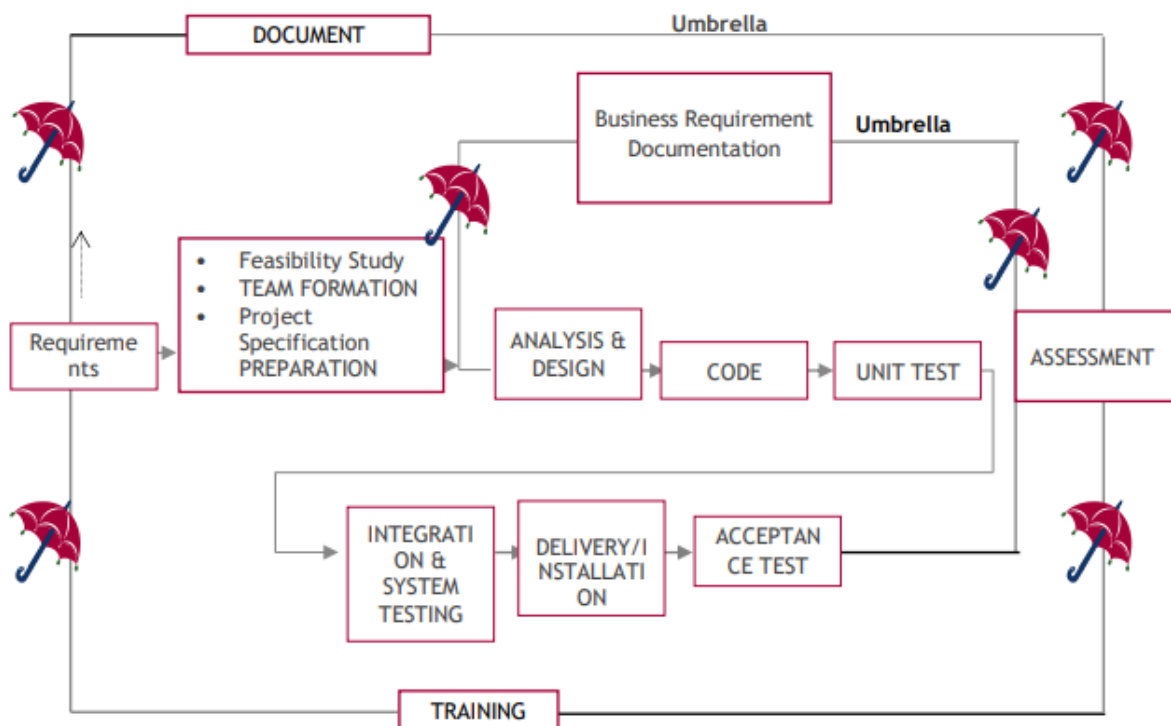 DOCUMENT
Umbrella
Business Requirement
Documentation
Umbrella
• Feasibility Study
• TEAM FORMATION
• Project
Specification
PREPARATION
Requireme
nts
ANALYSIS &
DESIGN
CODE
UNIT TEST
ASSESSMENT
INTEGRATI
ON &
SYSTEM
TESTING
DELIVERY/I
NSTALLATI
ON
ACCEPTAN
CE TEST
TRAINING